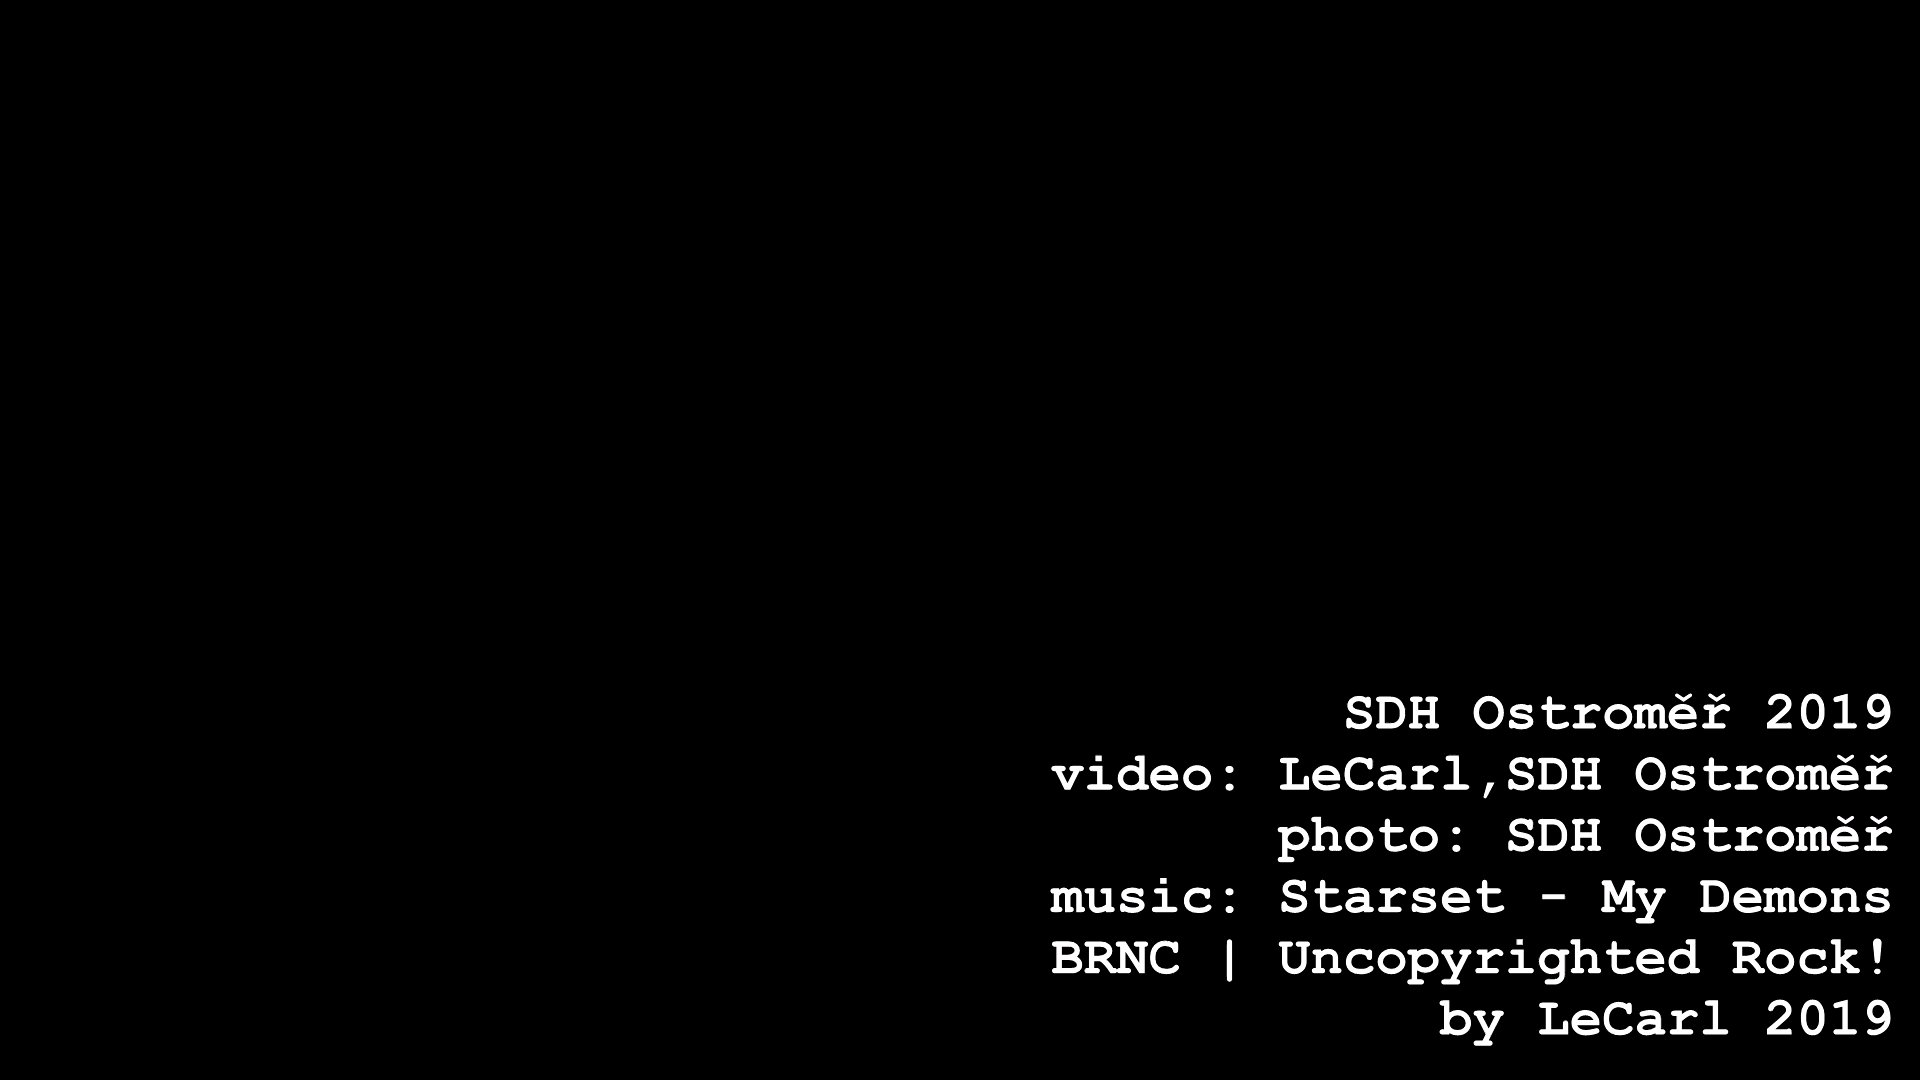 SDH Ostroměř 2019
video: LeCarl,SDH Ostroměř
photo: SDH Ostroměř
music: Starset - My Demons
BRNC | Uncopyrighted Rock!
by LeCarl 2019